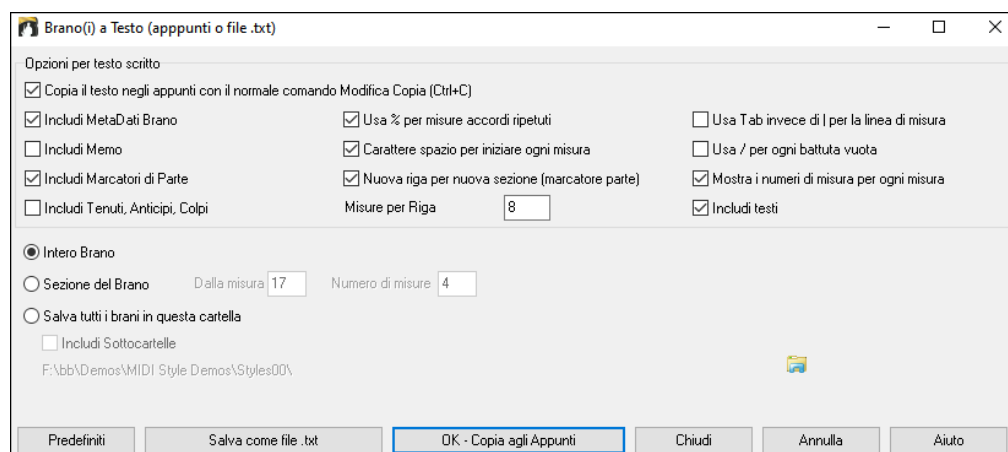 Brano(i) a Testo (apppunti o file .txt)
Opzioni per testo scritto
Copia il testo negli appunti con il normale comando Modifica Copia (Ctrl+C)
Includi MetaDati Brano
Usa % per misure accordi ripetuti
Usa Tab invece di | per la linea di misura
Includi Memo
Carattere spazio per iniziare ogni misura
Usa / per ogni battuta vuota
Includi Marcatori di Parte
Nuova riga per nuova sezione (marcatore parte)
Mostra i numeri di misura per ogni misura
Includi Tenuti, Anticipi, Colpi
Misure per Riga 8
Includi testi
Intero Brano
Sezione del Brano Dalla misura 17 Numero di misure 4
Salva tutti i brani in questa cartella
Includi Sottocartelle
F:\bb\Demos\MIDI Style Demos\Styles00\
Predefiniti Salva come file .txt OK - Copia agli Appunti Chiudi Annulla Aiuto